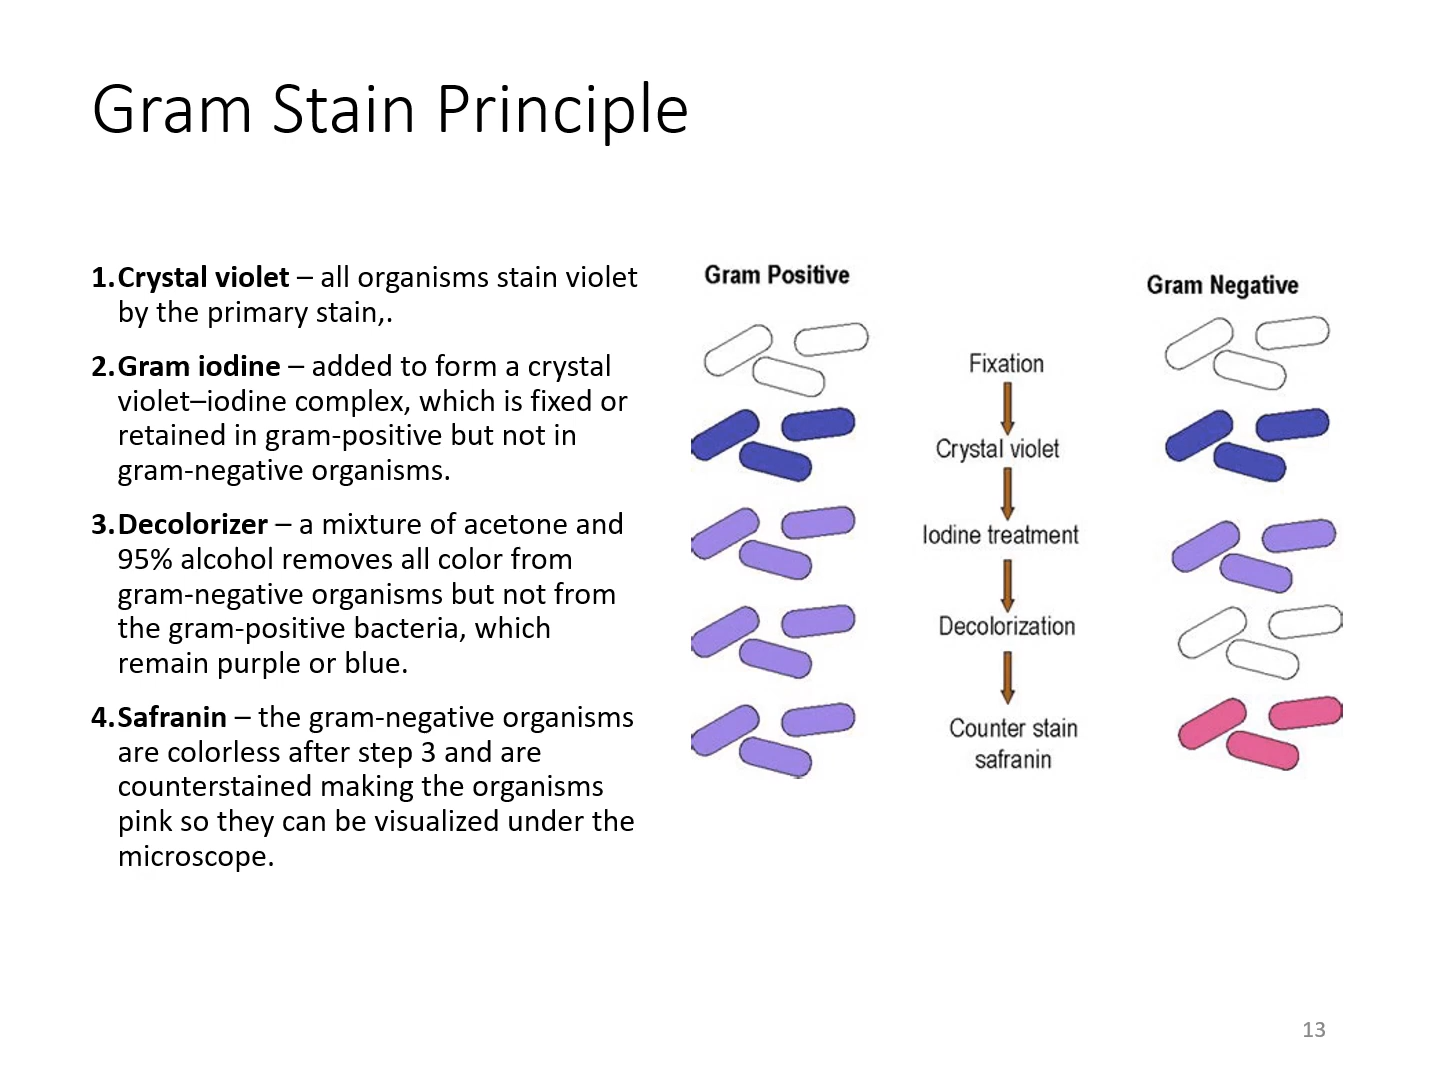 Gram Stain Principle
1. Crystal violet – all organisms stain violet
by the primary stain,.
2. Gram iodine – added to form a crystal
violet–iodine complex, which is fixed or
retained in gram-positive but not in
gram-negative organisms.
3. Decolorizer – a mixture of acetone and
95% alcohol removes all color from
gram-negative organisms but not from
the gram-positive bacteria, which
remain purple or blue.
4. Safranin – the gram-negative organisms
are colorless after step 3 and are
counterstained making the organisms
pink so they can be visualized under the
microscope.
Gram Positive
Gram Negative
Fixation
Crystal violet
Iodine treatment
Decolorization
Counter stain
safranin
13